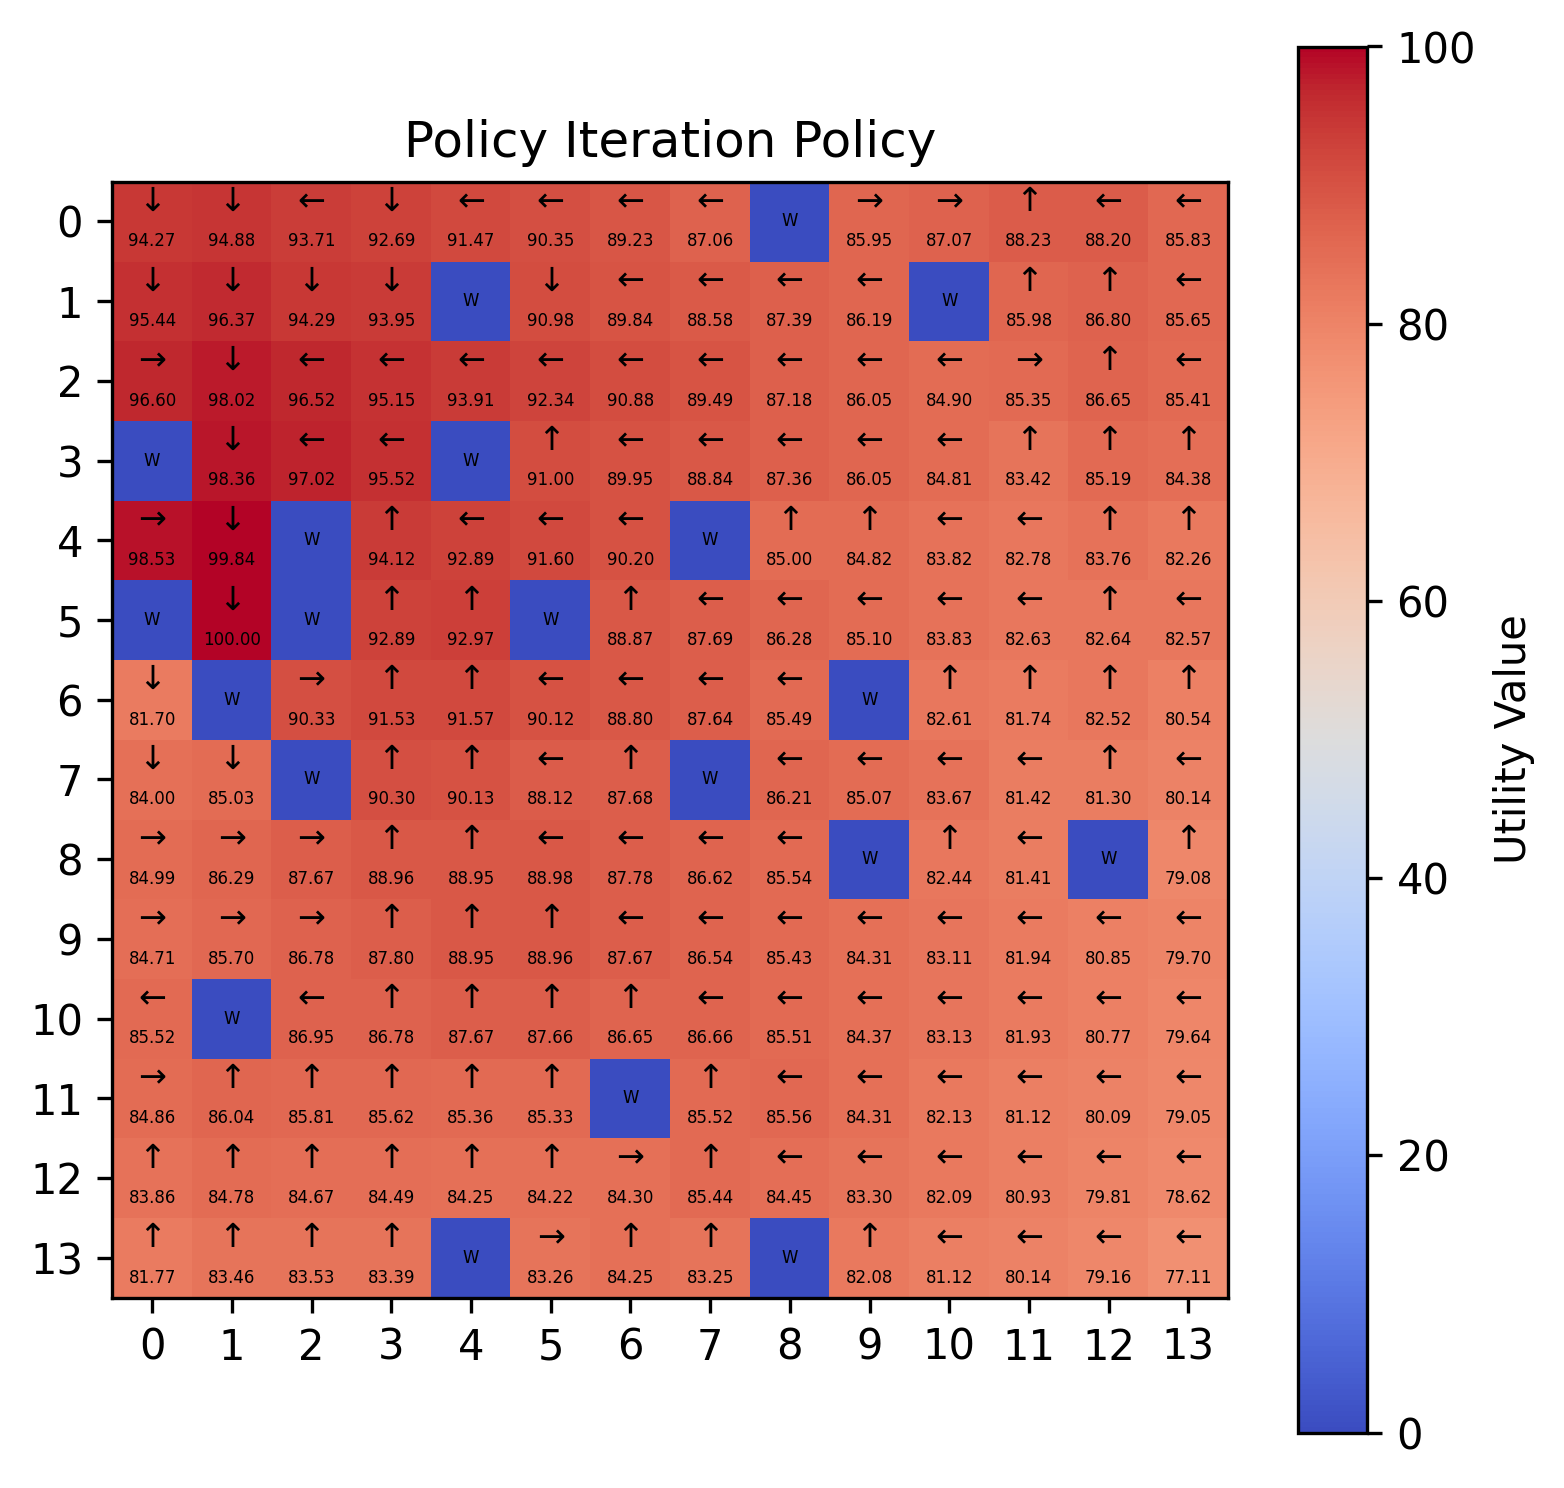 Policy Iteration Policy
0 ↓ ↓ ← ↓ ← ← ← ← W → → ↑ ← ←
94.27 94.88 93.71 92.69 91.47 90.35 89.23 87.06 85.95 87.07 88.23 88.20 85.83
1 ↓ ↓ ↓ ↓ W ↓ ← ← ← ← W ↑ ↑ ←
95.44 96.37 94.29 93.95 90.98 89.84 88.58 87.39 86.19 85.98 86.80 85.65
2 → ↓ ← ← ← ← ← ← ← ← ← → ↑ ←
96.60 98.02 96.52 95.15 93.91 92.34 90.88 89.49 87.18 86.05 84.90 85.35 86.65 85.41
3 W ↓ ← ← W ↑ ← ← ← ← ← ↑ ↑ ↑
98.36 97.02 95.52 91.00 89.95 88.84 87.36 86.05 84.81 83.42 85.19 84.38
4 → ↓ W ↑ ← ← ← W ↑ ↑ ← ← ↑ ↑
98.53 99.84 94.12 92.89 91.60 90.20 85.00 84.82 83.82 82.78 83.76 82.26
5 W ↓ W ↑ ↑ W ↑ ← ← ← ← ← ↑ ←
100.00 92.89 92.97 88.87 87.69 86.28 85.10 83.83 82.63 82.64 82.57
6 ↓ W → ↑ ↑ ← ← ← ← W ↑ ↑ ↑ ↑
81.70 90.33 91.53 91.57 90.12 88.80 87.64 85.49 82.61 81.74 82.52 80.54
7 ↓ ↓ W ↑ ↑ ← ↑ W ← ← ← ← ↑ ←
84.00 85.03 90.30 90.13 88.12 87.68 86.21 85.07 83.67 81.42 81.30 80.14
8 → → → ↑ ↑ ← ← ← ← W ↑ ← W ↑
84.99 86.29 87.67 88.96 88.95 88.98 87.78 86.62 85.54 82.44 81.41 79.08
9 → → → ↑ ↑ ↑ ← ← ← ← ← ← ← ←
84.71 85.70 86.78 87.80 88.95 88.96 87.67 86.54 85.43 84.31 83.11 81.94 80.85 79.70
10 ← W ← ↑ ↑ ↑ ↑ ← ← ← ← ← ← ←
85.52 86.95 86.78 87.67 87.66 86.65 86.66 85.51 84.37 83.13 81.93 80.77 79.64
11 → ↑ ↑ ↑ ↑ ↑ W ↑ ← ← ← ← ← ←
84.86 86.04 85.81 85.62 85.36 85.33 85.52 85.56 84.31 82.13 81.12 80.09 79.05
12 ↑ ↑ ↑ ↑ ↑ ↑ → ↑ ← ← ← ← ← ←
83.86 84.78 84.67 84.49 84.25 84.22 84.30 85.44 84.45 83.30 82.09 80.93 79.81 78.62
13 ↑ ↑ ↑ ↑ W → ↑ ↑ W ↑ ← ← ← ←
81.77 83.46 83.53 83.39 83.26 84.25 83.25 82.08 81.12 80.14 79.16 77.11
0 1 2 3 4 5 6 7 8 9 10 11 12 13
100
80
60
40
20
0
Utility Value